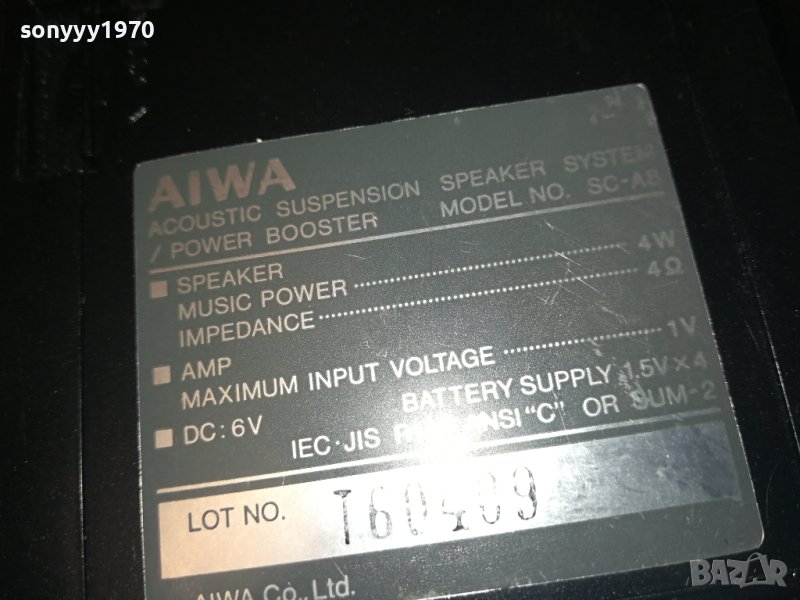 sonyyy1970
AIWA
ACOUSTIC SUSPENSION SPEAKER SYSTEM
/ POWER BOOSTER MODEL NO. SC-A8
■ SPEAKER
MUSIC POWER 4W
IMPEDANCE 4Ω
■ AMP
MAXIMUM INPUT VOLTAGE 1V
■ DC: 6V BATTERY SUPPLY 1.5V×4
IEC·JIS "C" OR SUM-2
LOT NO. T60409
AIWA Co., Ltd.
BAZAR